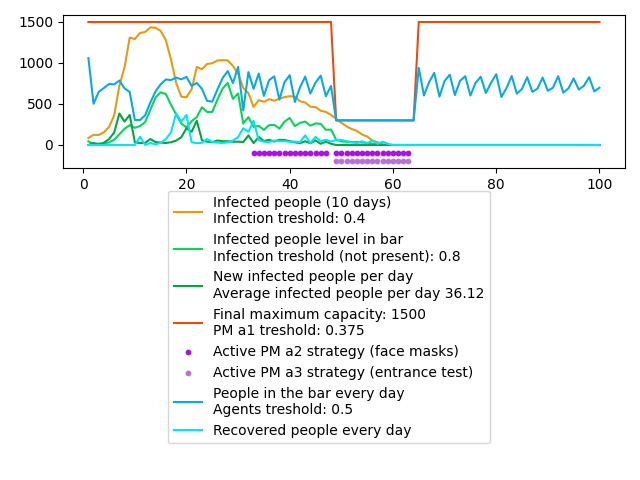 1500
1000
500
0
0
20
40
60
80
100
Infected people (10 days)
Infection treshold: 0.4
Infected people level in bar
Infection treshold (not present): 0.8
New infected people per day
Average infected people per day 36.12
Final maximum capacity: 1500
PM a1 treshold: 0.375
Active PM a2 strategy (face masks)
Active PM a3 strategy (entrance test)
People in the bar every day
Agents treshold: 0.5
Recovered people every day